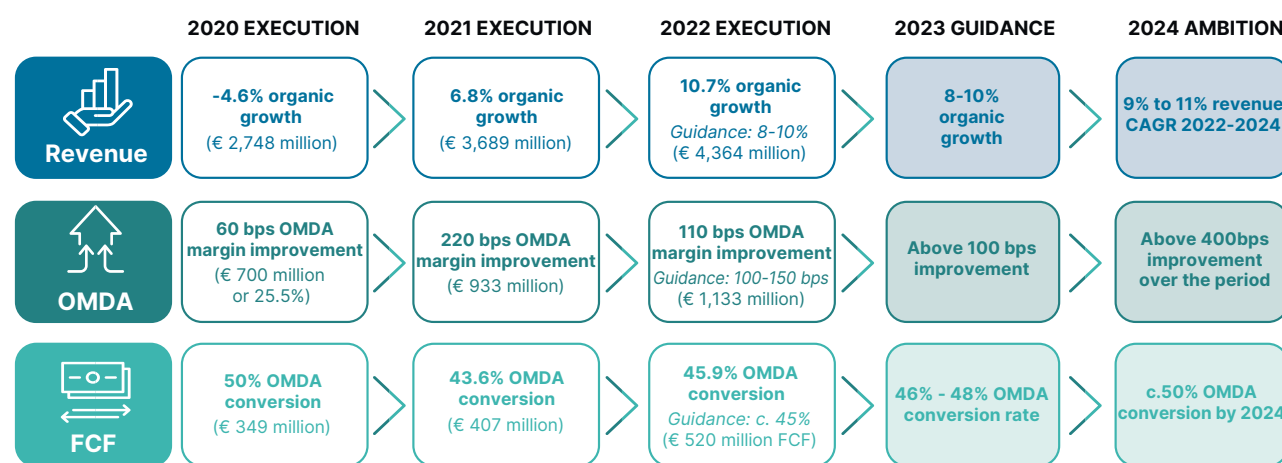 2020 EXECUTION
2021 EXECUTION
2022 EXECUTION
2023 GUIDANCE
2024 AMBITION
Revenue
-4.6% organic
growth
(€ 2,748 million)
6.8% organic
growth
(€ 3,689 million)
10.7% organic
growth
Guidance: 8-10%
(€ 4,364 million)
8-10%
organic
growth
9% to 11% revenue
CAGR 2022-2024
OMDA
60 bps OMDA
margin improvement
(€ 700 million
or 25.5%)
220 bps OMDA
margin improvement
(€ 933 million)
110 bps OMDA
margin improvement
Guidance: 100-150 bps
(€ 1,133 million)
Above 100 bps
improvement
Above 400bps
improvement
over the period
FCF
50% OMDA
conversion
(€ 349 million)
43.6% OMDA
conversion
(€ 407 million)
45.9% OMDA
conversion
Guidance: c. 45%
(€ 520 million FCF)
46% - 48% OMDA
conversion rate
c.50% OMDA
conversion by 2024